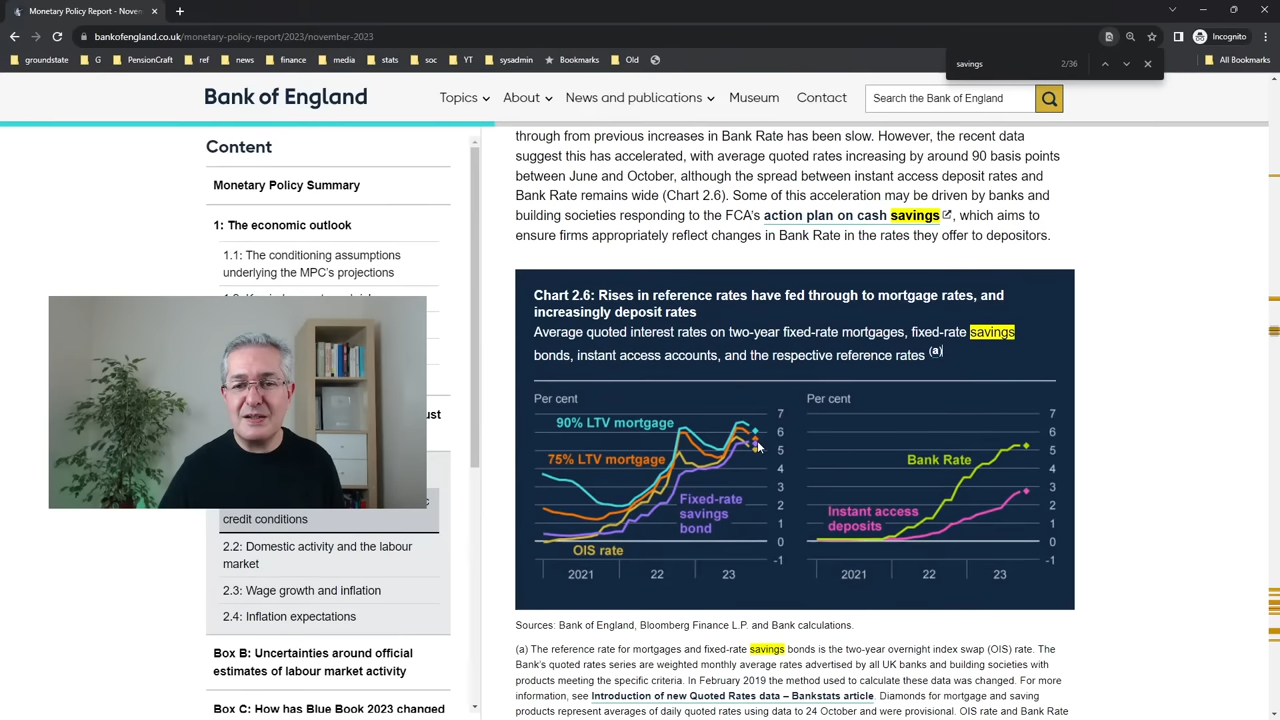 Monetary Policy Report - Nove
bankofengland.co.uk/monetary-policy-report/2023/november-2023
Incognito
groundstate
G
PensionCraft
ref
news
finance
media
stats
soc
YT
sysadmin
Bookmarks
Old
All Bookmarks
savings
2/36
Bank of England
Topics
About
News and publications
Museum
Contact
Search the Bank of England
Content
Monetary Policy Summary
1: The economic outlook
1.1: The conditioning assumptions
underlying the MPC's projections
credit conditions
2.2: Domestic activity and the labour
market
2.3: Wage growth and inflation
2.4: Inflation expectations
Box B: Uncertainties around official
estimates of labour market activity
Box C: How has Blue Book 2023 changed
through from previous increases in Bank Rate has been slow. However, the recent data
suggest this has accelerated, with average quoted rates increasing by around 90 basis points
between June and October, although the spread between instant access deposit rates and
Bank Rate remains wide (Chart 2.6). Some of this acceleration may be driven by banks and
building societies responding to the FCA's action plan on cash savings, which aims to
ensure firms appropriately reflect changes in Bank Rate in the rates they offer to depositors.
Chart 2.6: Rises in reference rates have fed through to mortgage rates, and
increasingly deposit rates
Average quoted interest rates on two-year fixed-rate mortgages, fixed-rate savings
bonds, instant access accounts, and the respective reference rates (a)
Per cent
7
6
5
4
3
2
1
0
-1
90% LTV mortgage
75% LTV mortgage
Fixed-rate
savings
bond
OIS rate
2021
22
23
Per cent
7
6
5
4
3
2
1
0
-1
Bank Rate
Instant access
deposits
2021
22
23
Sources: Bank of England, Bloomberg Finance L.P. and Bank calculations.
(a) The reference rate for mortgages and fixed-rate savings bonds is the two-year overnight index swap (OIS) rate. The
Bank's quoted rates series are weighted monthly average rates advertised by all UK banks and building societies with
products meeting the specific criteria. In February 2019 the method used to calculate these data was changed. For more
information, see Introduction of new Quoted Rates data – Bankstats article. Diamonds for mortgage and saving
products represent averages of daily quoted rates using data to 24 October and were provisional. OIS rate and Bank Rate